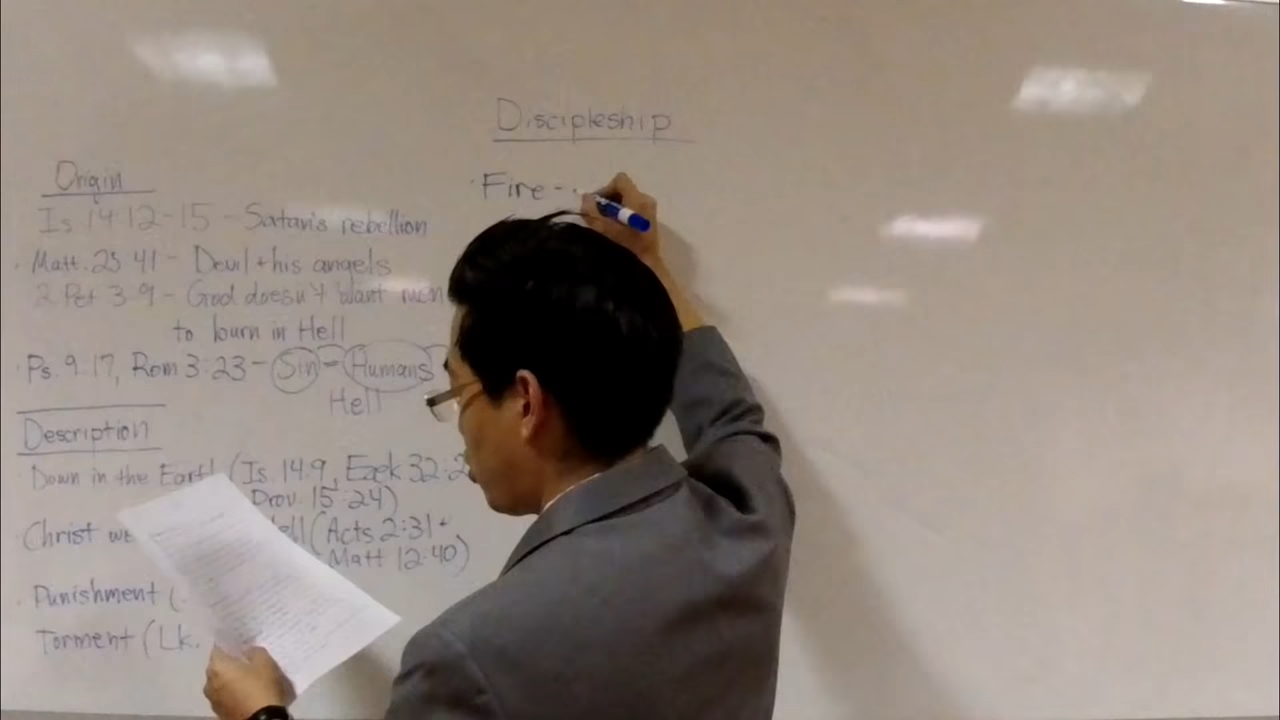 Discipleship
Origin
Is 14:12-15 - Satan's rebellion
· Matt. 25:41 - Devil + his angels
2 Pet 3:9 - God doesn't want men
to burn in Hell
· Ps. 9:17, Rom 3:23 - Sin - Humans
Hell
Description
Down in the Earth (Is 14:9, Ezek 32:2
Prov. 15:24)
Christ (Acts 2:31 +
Matt 12:40)
· Punishment (
Torment (Lk.
· Fire -